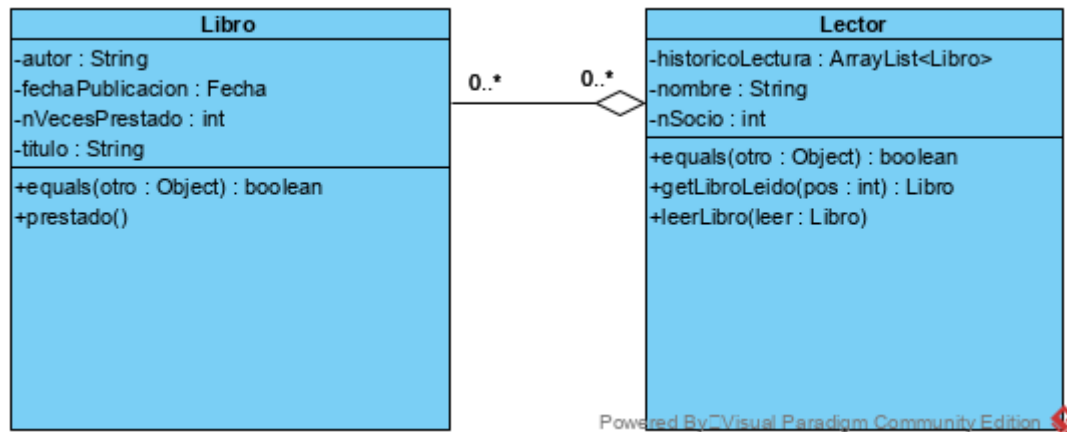 Libro
-autor : String
-fechaPublicacion : Fecha
-nVecesPrestado : int
-titulo : String
+equals(otro : Object) : boolean
+prestado()
0..*
0..*
Lector
-historicoLectura : ArrayList<Libro>
-nombre : String
-nSocio : int
+equals(otro : Object) : boolean
+getLibroLeido(pos : int) : Libro
+leerLibro(leer : Libro)
Powered By Visual Paradigm Community Edition